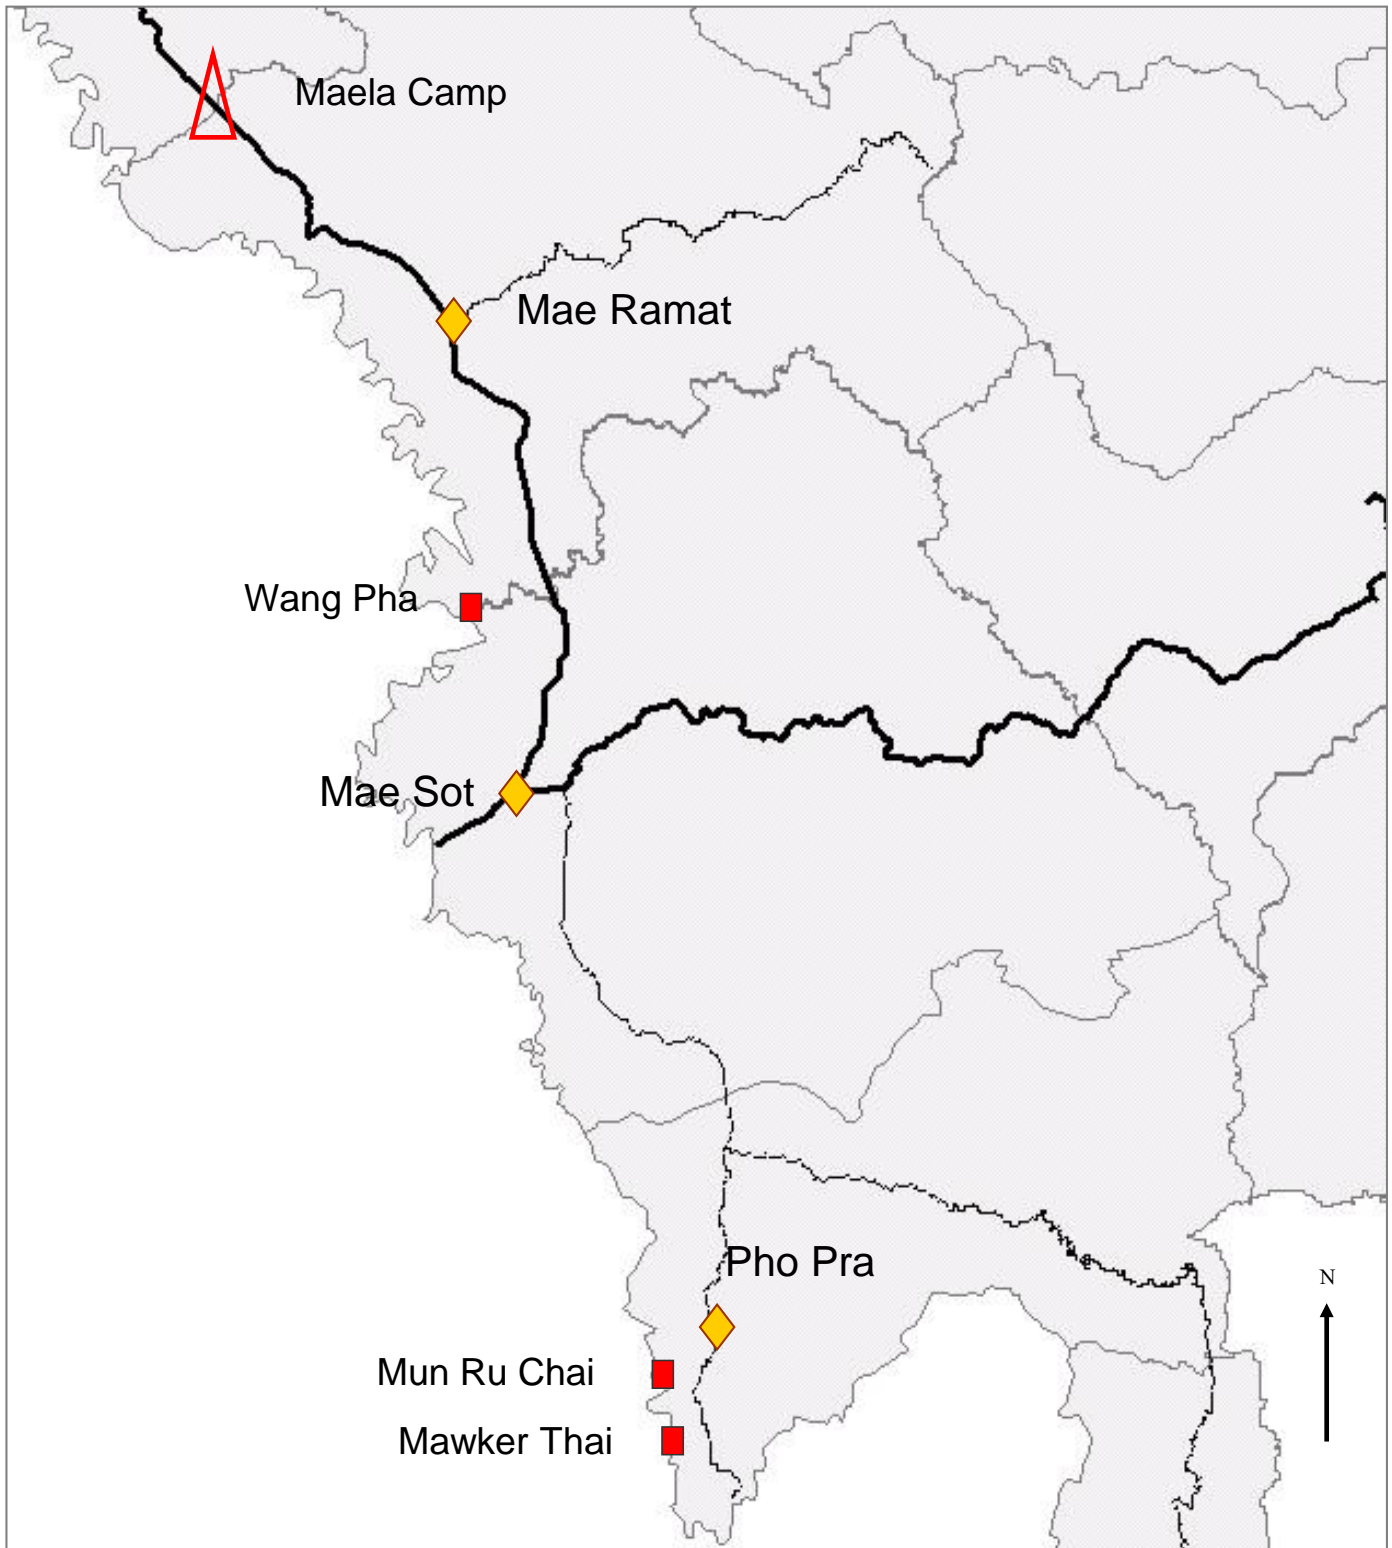 Maela Camp
Mae Ramat
Wang Pha
Mae Sot
Pho Pra
N
Mun Ru Chai
Mawker Thai